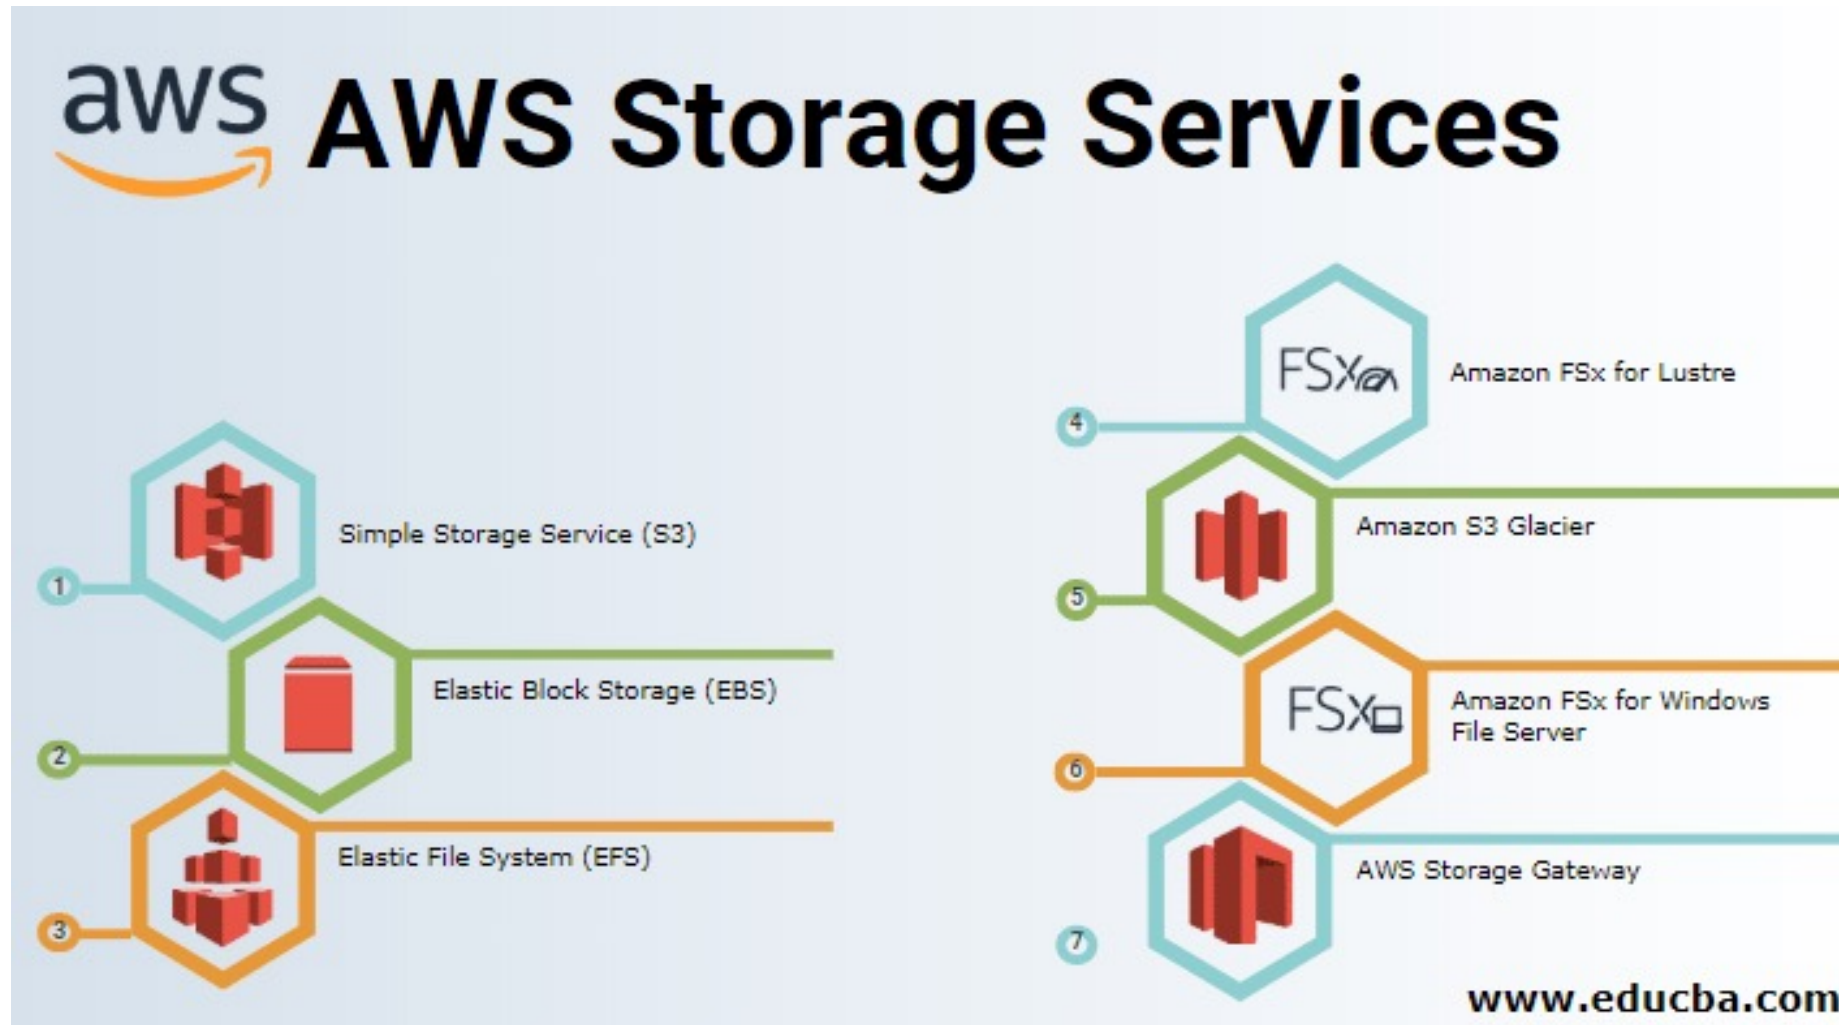 aws
AWS Storage Services
1
Simple Storage Service (S3)
2
Elastic Block Storage (EBS)
3
Elastic File System (EFS)
4
FSx
Amazon FSx for Lustre
5
Amazon S3 Glacier
6
FSx
Amazon FSx for Windows
File Server
7
AWS Storage Gateway
www.educba.com